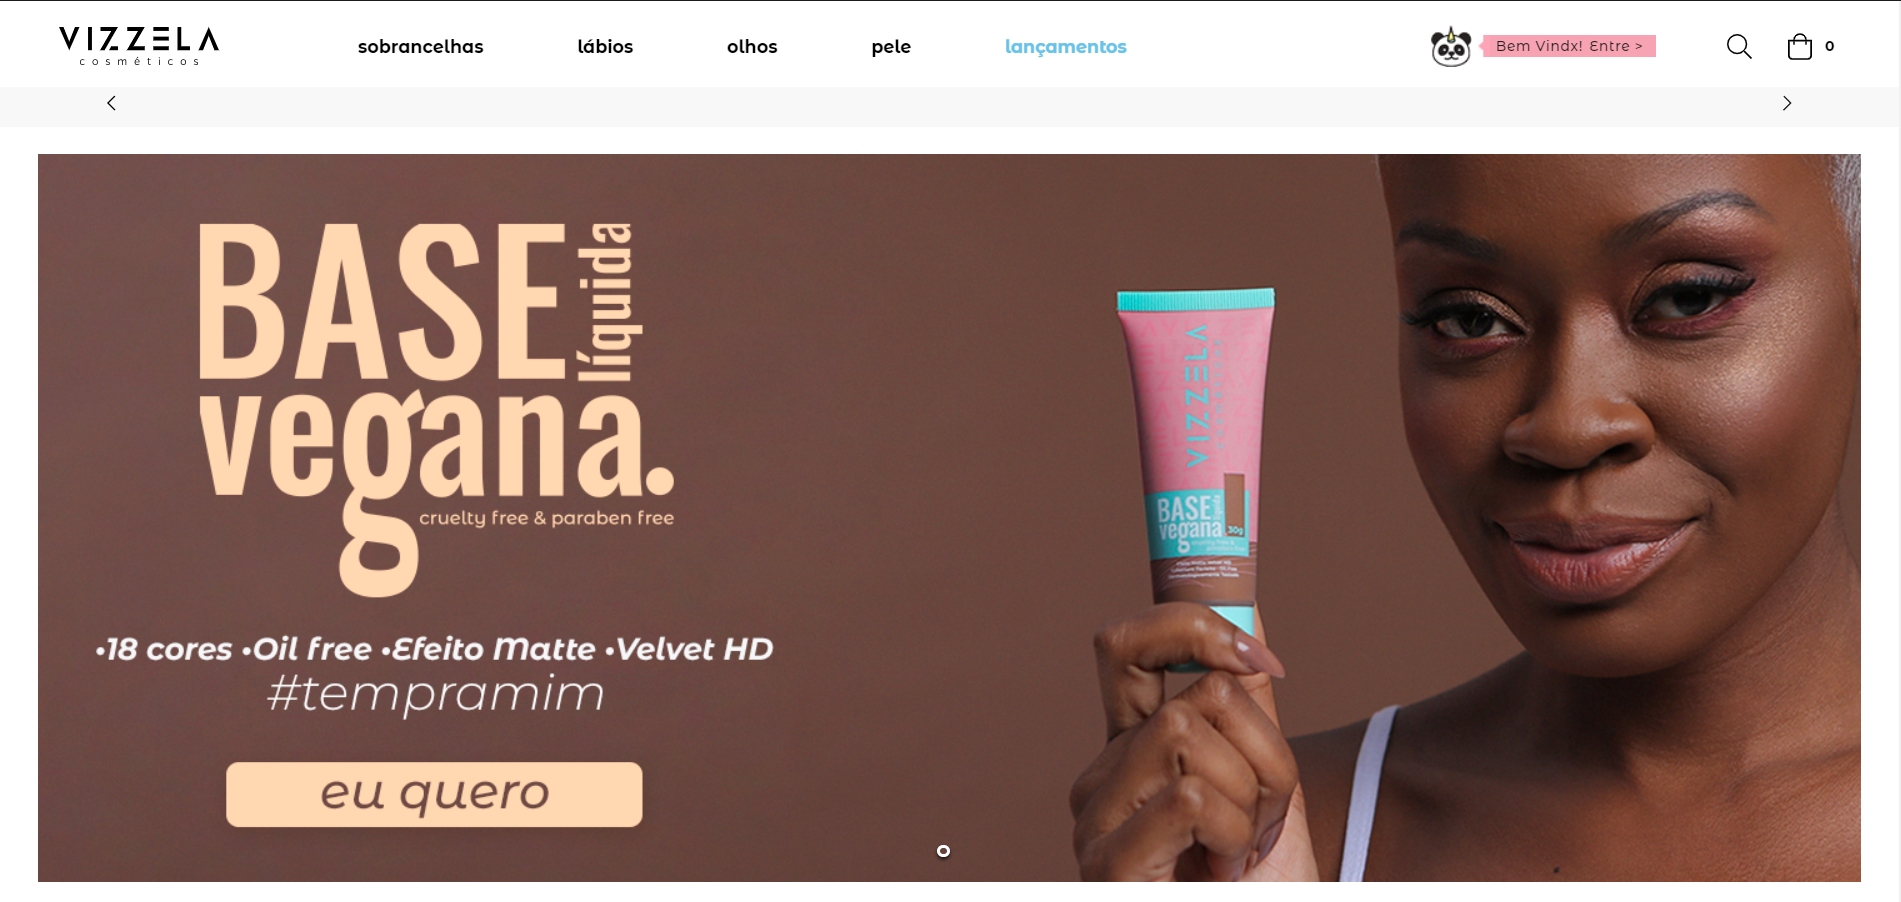 VIZZELA
cosméticos
sobrancelhas
lábios
olhos
pele
lançamentos
Bem Vindx! Entre >
0
BASE
líquida
vegana.
cruelty free & paraben free
•18 cores •Oil free •Efeito Matte •Velvet HD
#tempramim
eu quero
VIZZELA
BASE
vegana
30g